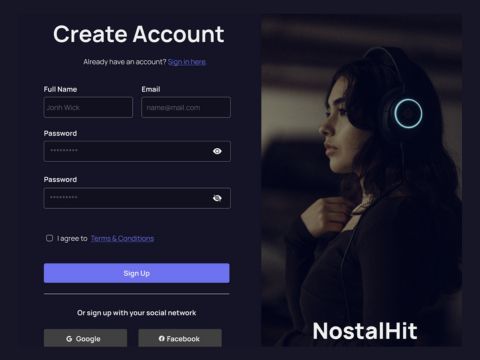 Create Account
Already have an account? Sign in here
Full Name
Email
Jonh Wick
name@mail.com
Password
*********
Password
*********
I agree to Terms & Conditions
Sign Up
Or sign up with your social network
G Google
Facebook
NostalHit